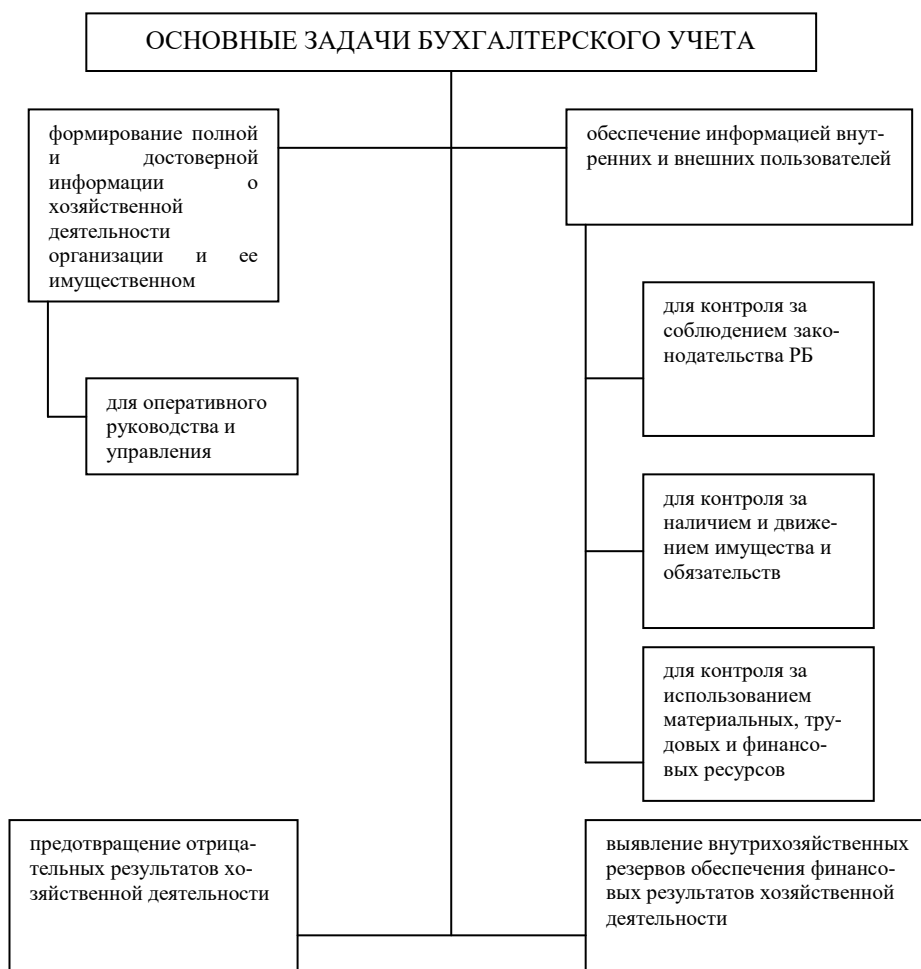 ОСНОВНЫЕ ЗАДАЧИ БУХГАЛТЕРСКОГО УЧЕТА
формирование полной
и достоверной
информации о
хозяйственной
деятельности
организации и ее
имущественном
обеспечение информацией внут-
ренних и внешних пользователей
для контроля за
соблюдением зако-
нодательства РБ
для оперативного
руководства и
управления
для контроля за
наличием и движе-
нием имущества и
обязательств
для контроля за
использованием
материальных, тру-
довых и финансо-
вых ресурсов
предотвращение отрица-
тельных результатов хо-
зяйственной деятельности
выявление внутрихозяйственных
резервов обеспечения финансо-
вых результатов хозяйственной
деятельности